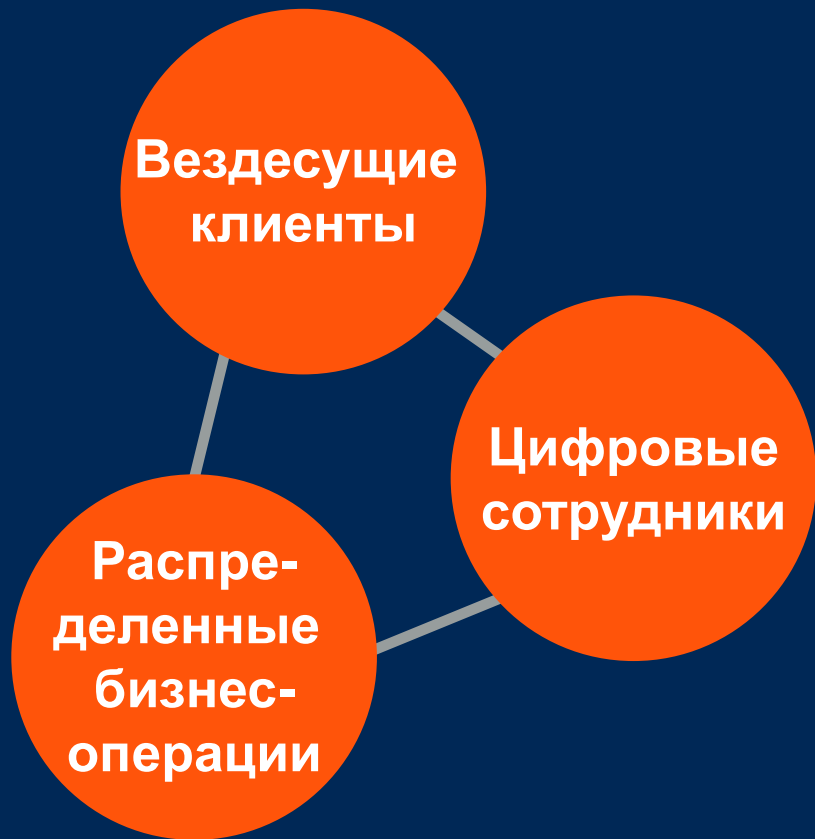 Вездесущие
клиенты
Цифровые
сотрудники
Распре-
деленные
бизнес-
операции